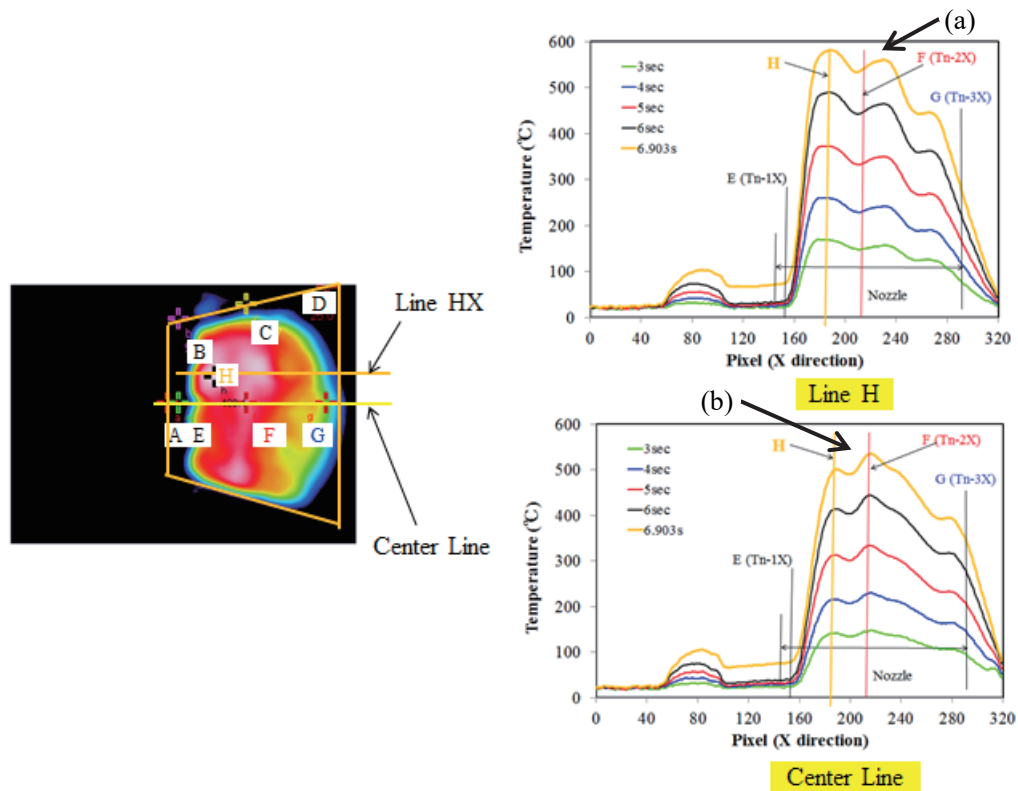 (a)
600
500
400
300
200
100
0
Temperature (℃)
3sec
4sec
5sec
6sec
6.903s
H
F (Tn-2X)
G (Tn-3X)
E (Tn-1X)
Nozzle
0 40 80 120 160 200 240 280 320
Pixel (X direction)
Line H
D
C
B
H
A E F G
Line HX
Center Line
(b)
600
500
400
300
200
100
0
Temperature (℃)
3sec
4sec
5sec
6sec
6.903s
H
F (Tn-2X)
G (Tn-3X)
E (Tn-1X)
Nozzle
0 40 80 120 160 200 240 280 320
Pixel (X direction)
Center Line